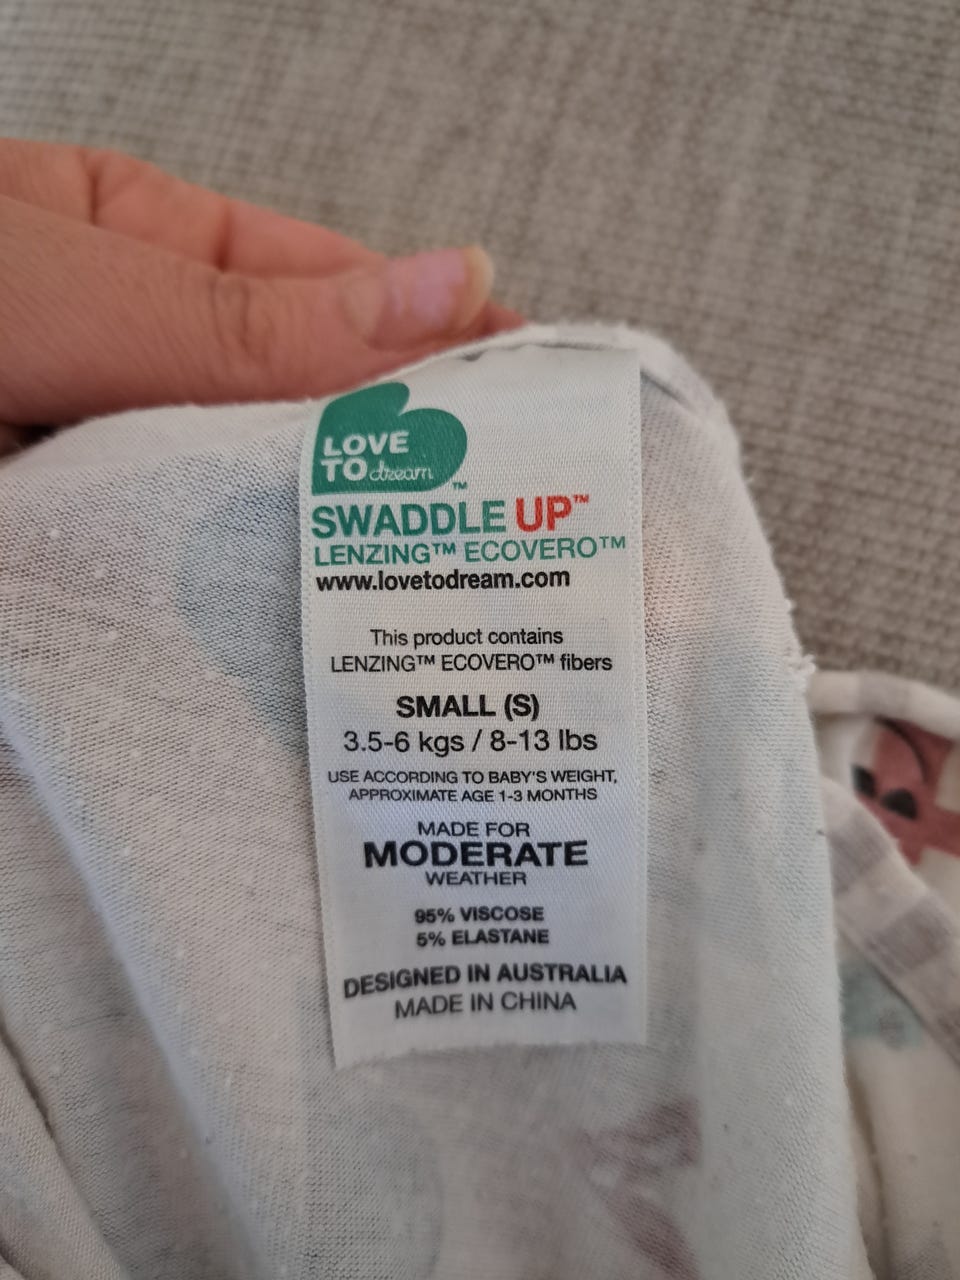 LOVE
TO dream™
SWADDLE UP™
LENZING™ ECOVERO™
www.lovetodream.com
This product contains
LENZING™ ECOVERO™ fibers
SMALL (S)
3.5-6 kgs / 8-13 lbs
USE ACCORDING TO BABY'S WEIGHT,
APPROXIMATE AGE 1-3 MONTHS
MADE FOR
MODERATE
WEATHER
95% VISCOSE
5% ELASTANE
DESIGNED IN AUSTRALIA
MADE IN CHINA